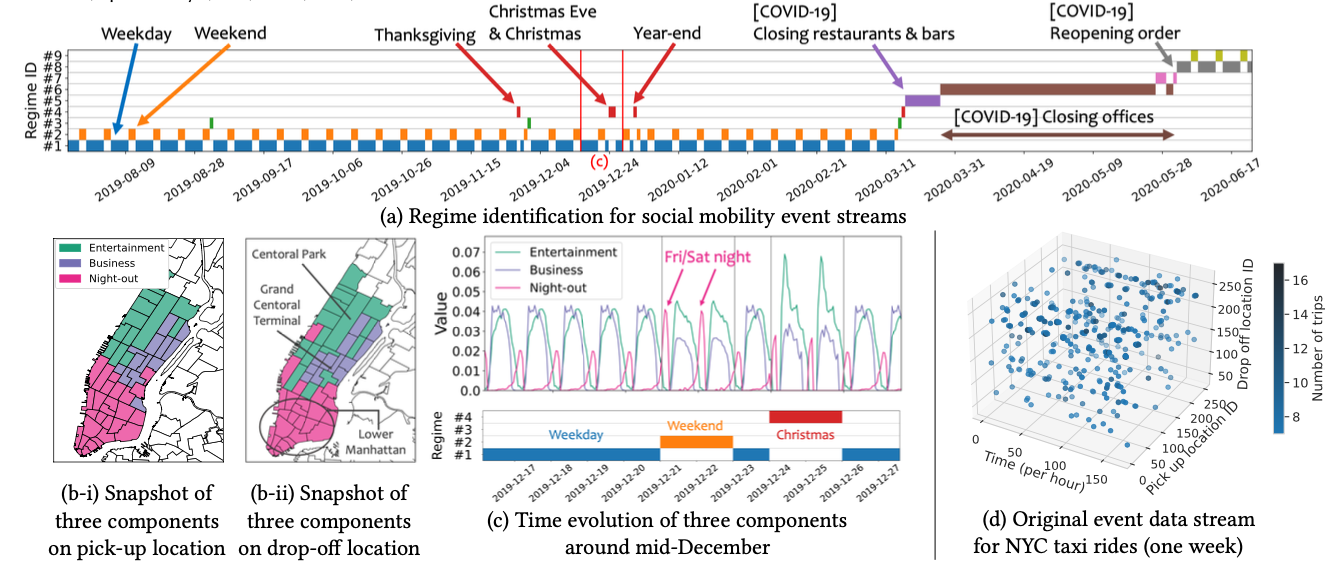 Christmas Eve
& Christmas
[COVID-19]
Closing restaurants & bars
[COVID-19]
Reopening order
Weekday
Weekend
Thanksgiving
Year-end
Regime ID
#9
#8
#7
#6
#5
#4
#3
#2
#1
[COVID-19] Closing offices
(c)
2019-08-09
2019-08-28
2019-09-17
2019-10-06
2019-10-26
2019-11-15
2019-12-04
2019-12-24
2020-01-12
2020-02-01
2020-02-21
2020-03-11
2020-03-31
2020-04-19
2020-05-09
2020-05-28
2020-06-17
(a) Regime identification for social mobility event streams
Entertainment
Business
Night-out
(b-i) Snapshot of
three components
on pick-up location
Centoral Park
Grand
Centoral
Terminal
Lower
Manhattan
(b-ii) Snapshot of
three components
on drop-off location
Value
0.07
0.06
0.05
0.04
0.03
0.02
0.01
0.0
Entertainment
Business
Night-out
Fri/Sat night
Regime
#4
#3
#2
#1
Weekday
Weekend
Christmas
2019-12-17
2019-12-18
2019-12-19
2019-12-20
2019-12-21
2019-12-22
2019-12-23
2019-12-24
2019-12-25
2019-12-26
2019-12-27
(c) Time evolution of three components
around mid-December
250
200
150
100
50
Drop off location ID
250
200
150
100
50
0
Pick up location ID
0
50
100
150
Time (per hour)
16
14
12
10
8
Number of trips
(d) Original event data stream
for NYC taxi rides (one week)